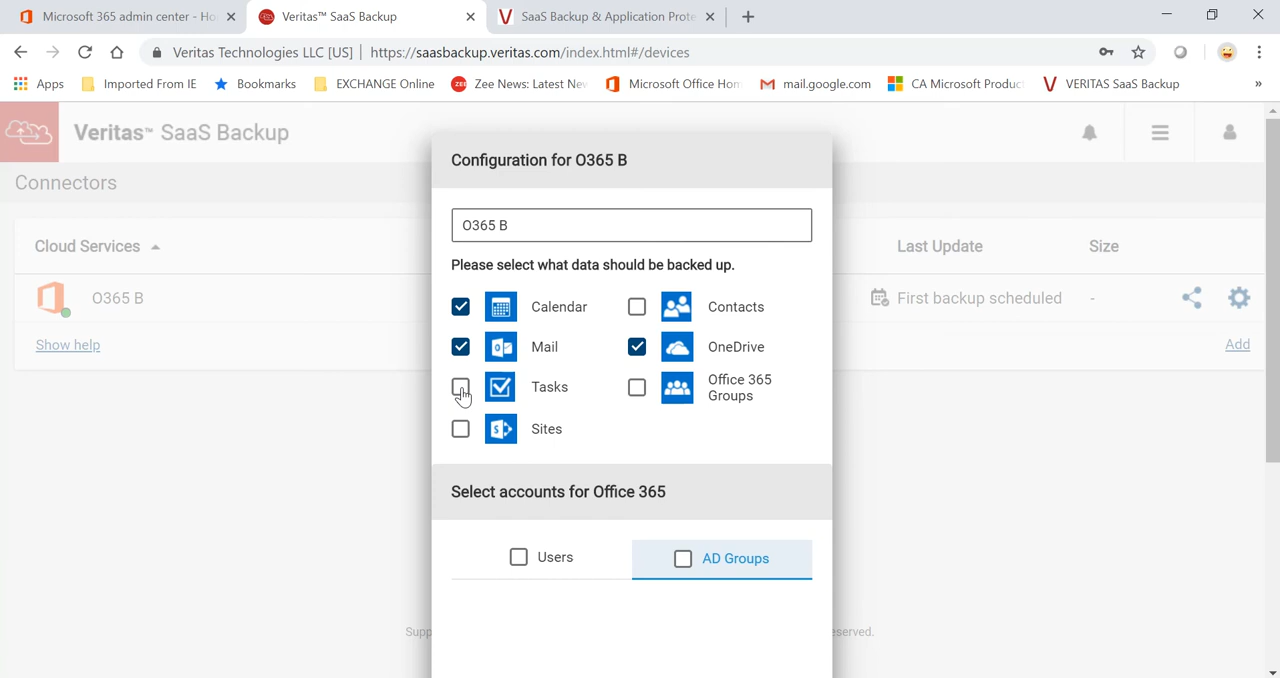 Microsoft 365 admin center - Ho
Veritas™ SaaS Backup
SaaS Backup & Application Prote
Veritas Technologies LLC [US] | https://saasbackup.veritas.com/index.html#/devices
Apps
Imported From IE
Bookmarks
EXCHANGE Online
Zee News: Latest Nev
Microsoft Office Hom
mail.google.com
CA Microsoft Produc
VERITAS SaaS Backup
»
Veritas™ SaaS Backup
Connectors
Configuration for O365 B
O365 B
Please select what data should be backed up.
Calendar
Contacts
Mail
OneDrive
Tasks
Office 365
Groups
Sites
Select accounts for Office 365
Users
AD Groups
Cloud Services
Last Update
Size
O365 B
First backup scheduled
-
Show help
Add
Supp
eserved.